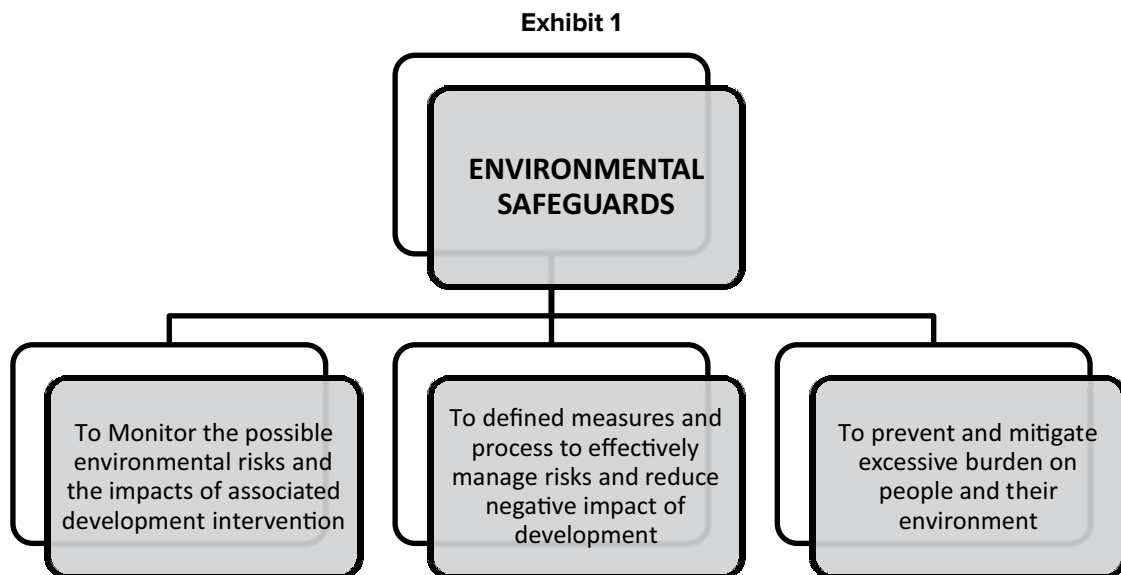 Exhibit 1
ENVIRONMENTAL
SAFEGUARDS
To Monitor the possible
environmental risks and
the impacts of associated
development intervention
To defined measures and
process to effectively
manage risks and reduce
negative impact of
development
To prevent and mitigate
excessive burden on
people and their
environment